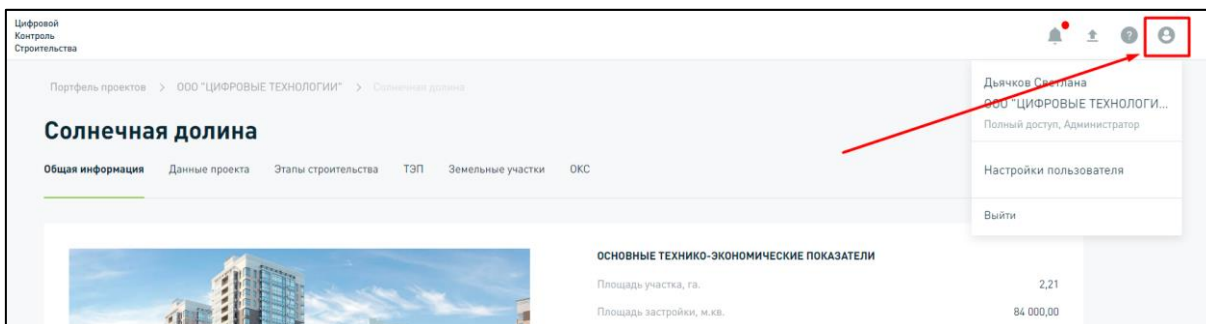 Цифровой
Контроль
Строительства
Портфель проектов > ООО "ЦИФРОВЫЕ ТЕХНОЛОГИИ" > Солнечная долина
Дьячков Светлана
ООО "ЦИФРОВЫЕ ТЕХНОЛОГИ...
Полный доступ, Администратор
Солнечная долина
Общая информация Данные проекта Этапы строительства ТЭП Земельные участки ОКС
Настройки пользователя
Выйти
ОСНОВНЫЕ ТЕХНИКО-ЭКОНОМИЧЕСКИЕ ПОКАЗАТЕЛИ
Площадь участка, га. 2,21
Площадь застройки, м.кв. 84 000,00